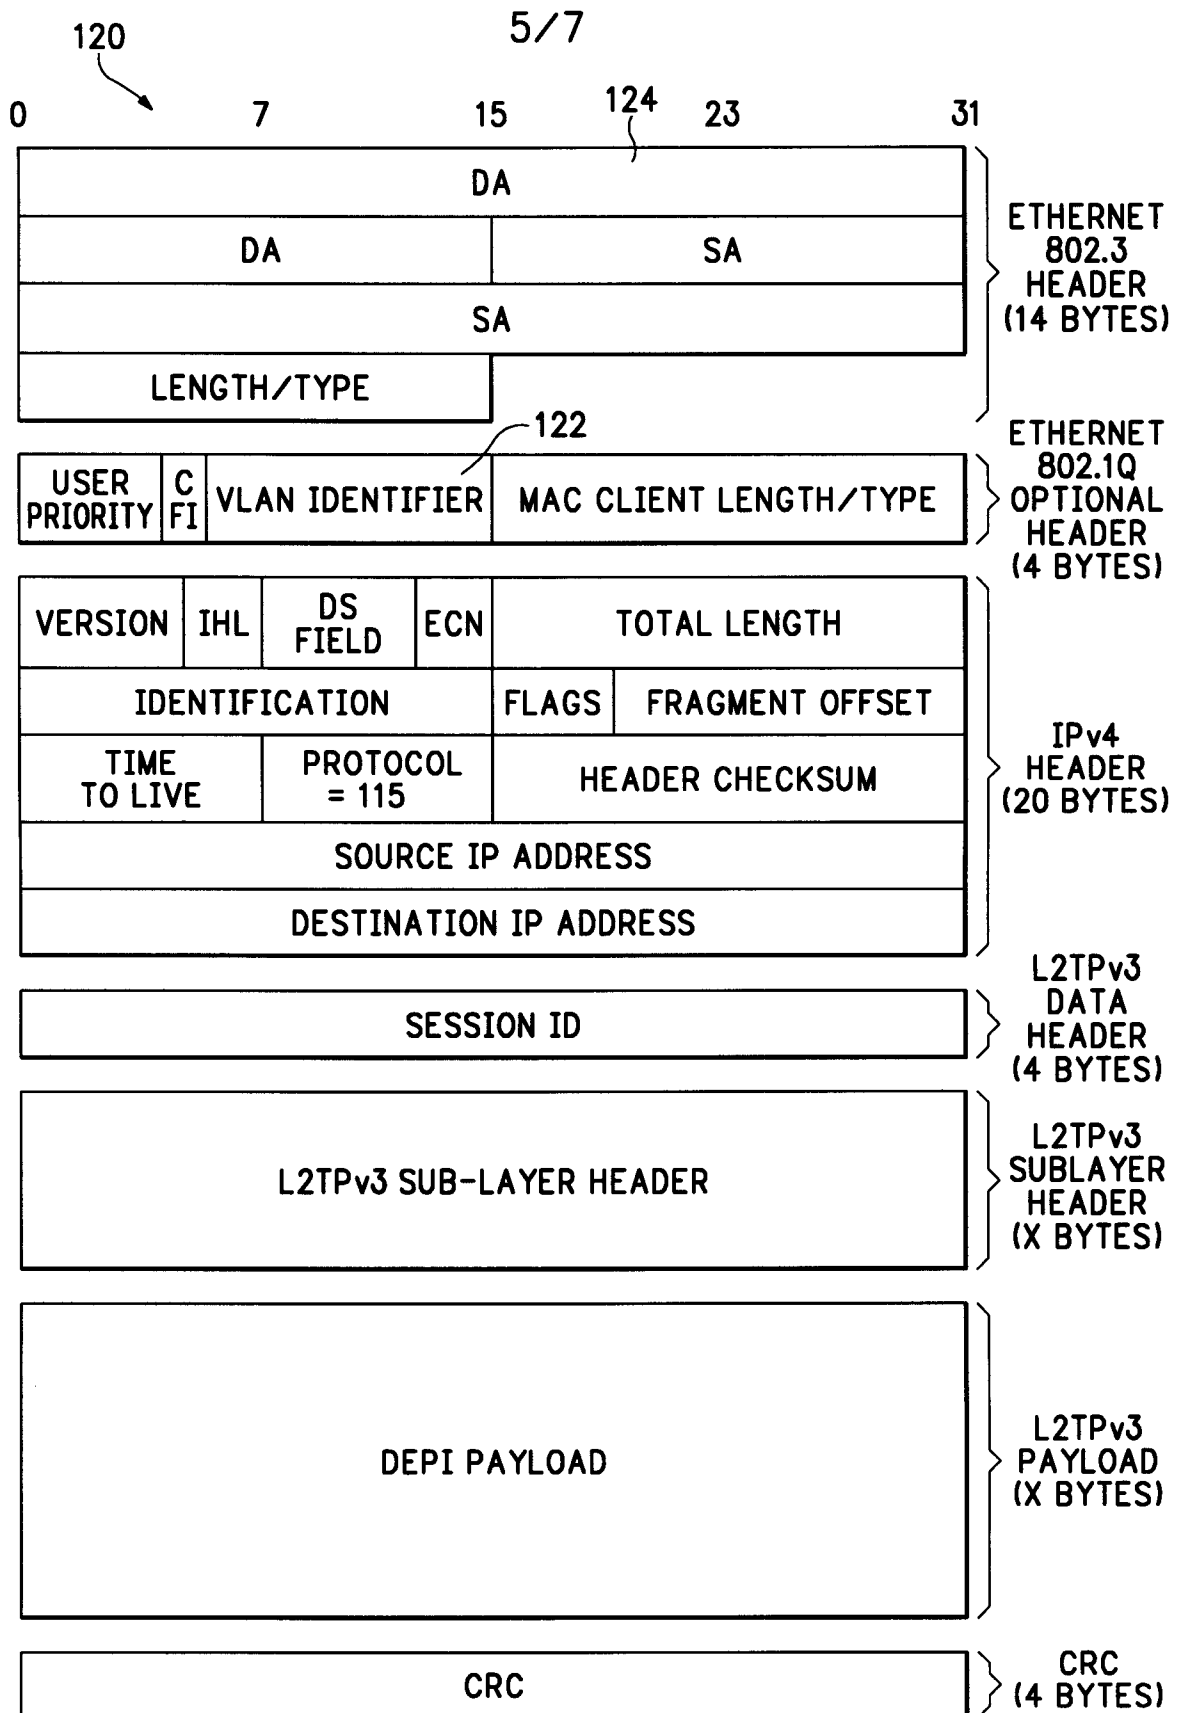 5/7
120
0 7 15 124 23 31
DA
DA SA
SA
LENGTH/TYPE
ETHERNET
802.3
HEADER
(14 BYTES)
122
USER
PRIORITY
C
FI
VLAN IDENTIFIER
MAC CLIENT LENGTH/TYPE
ETHERNET
802.1Q
OPTIONAL
HEADER
(4 BYTES)
VERSION
IHL
DS
FIELD
ECN
TOTAL LENGTH
IDENTIFICATION
FLAGS
FRAGMENT OFFSET
TIME
TO LIVE
PROTOCOL
= 115
HEADER CHECKSUM
SOURCE IP ADDRESS
DESTINATION IP ADDRESS
IPv4
HEADER
(20 BYTES)
SESSION ID
L2TPv3
DATA
HEADER
(4 BYTES)
L2TPv3 SUB-LAYER HEADER
L2TPv3
SUBLAYER
HEADER
(X BYTES)
DEPI PAYLOAD
L2TPv3
PAYLOAD
(X BYTES)
CRC
CRC
(4 BYTES)